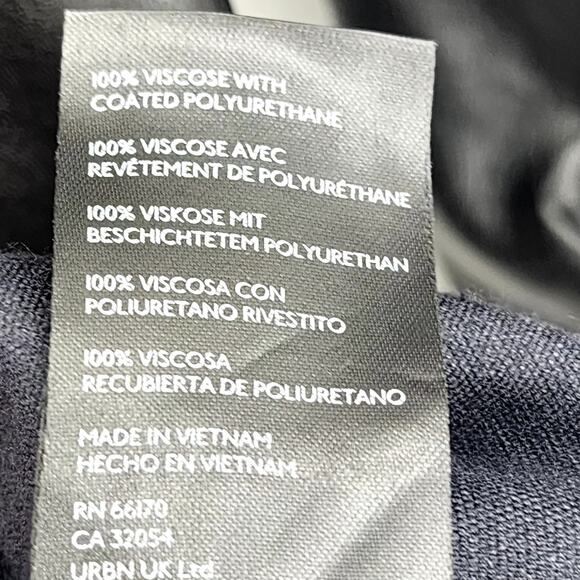 100% VISCOSE WITH
COATED POLYURETHANE
100% VISCOSE AVEC
REVÉTEMENT DE POLYURÉTHANE
100% VISKOSE MIT
BESCHICHTETEM POLYURETHAN
100% VISCOSA CON
POLIURETANO RIVESTITO
100% VISCOSA
RECUBIERTA DE POLIURETANO
MADE IN VIETNAM
HECHO EN VIETNAM
RN 66170
CA 32054
URBN UK Ltd